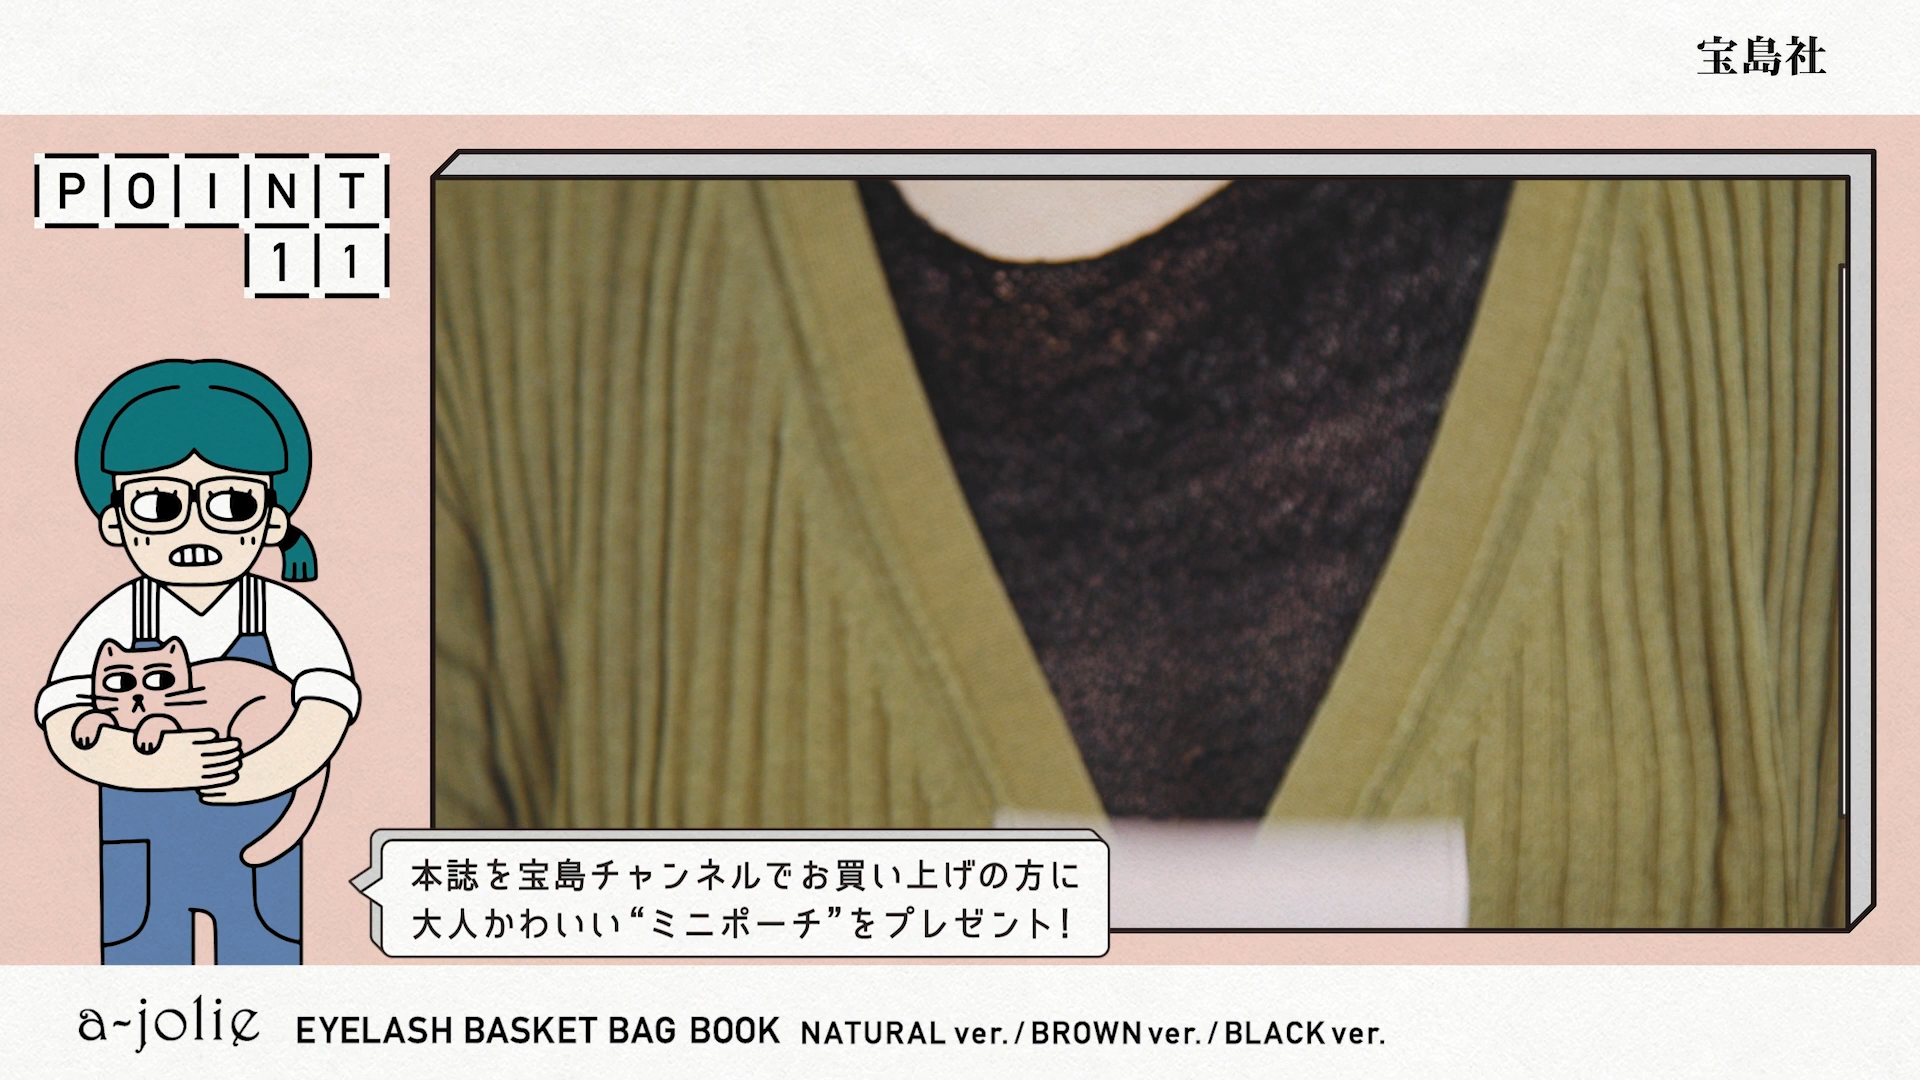 宝島社
POINT
11
本誌を宝島チャンネルでお買い上げの方に
大人かわいい“ミニポーチ”をプレゼント!
a-jolie EYELASH BASKET BAG BOOK NATURAL ver. / BROWN ver. / BLACK ver.